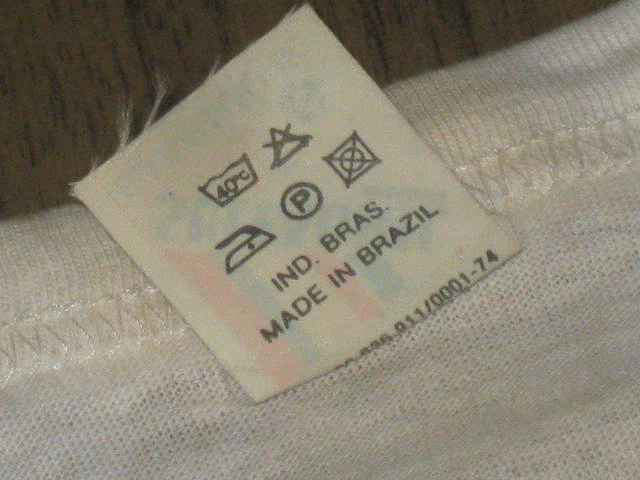 40°C
P
IND. BRAS.
MADE IN BRAZIL
911/0001-74